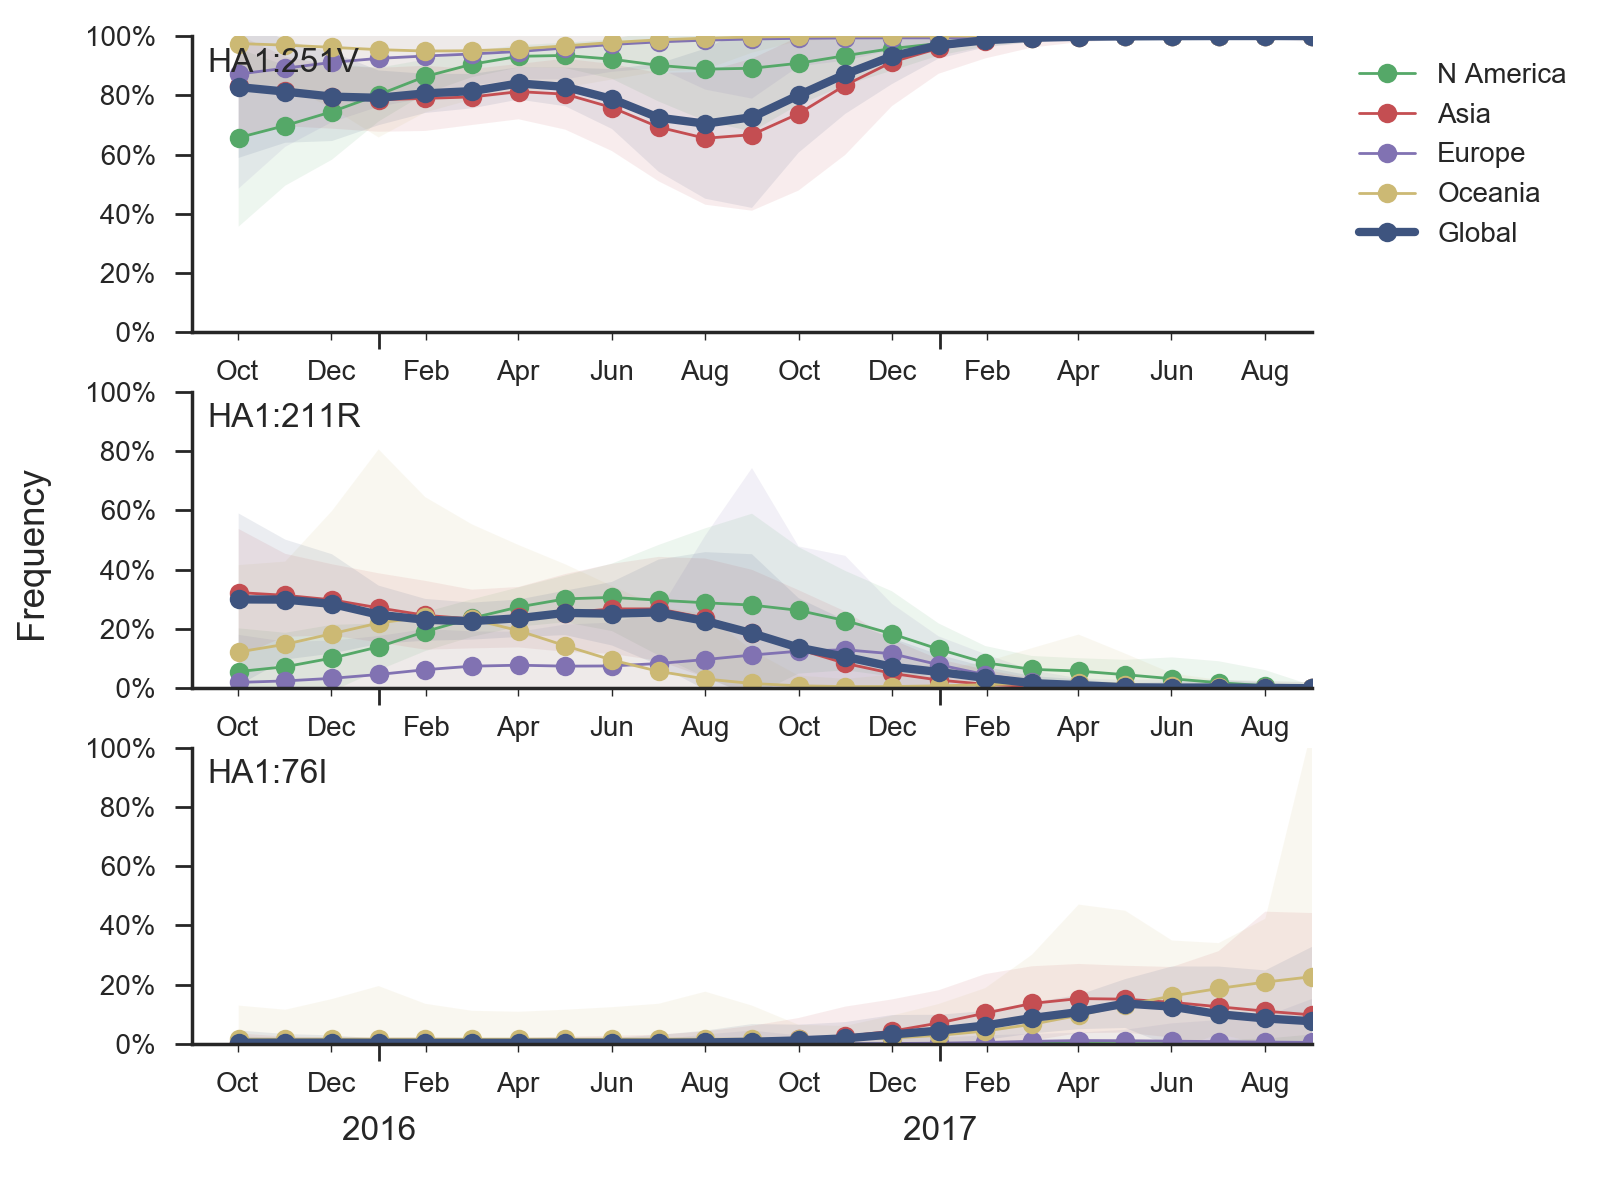 HA1:251V
100%
80%
60%
40%
20%
0%
Oct Dec Feb Apr Jun Aug Oct Dec Feb Apr Jun Aug
N America
Asia
Europe
Oceania
Global
Frequency
HA1:211R
100%
80%
60%
40%
20%
0%
Oct Dec Feb Apr Jun Aug Oct Dec Feb Apr Jun Aug
HA1:76I
100%
80%
60%
40%
20%
0%
Oct Dec Feb Apr Jun Aug Oct Dec Feb Apr Jun Aug
2016 2017